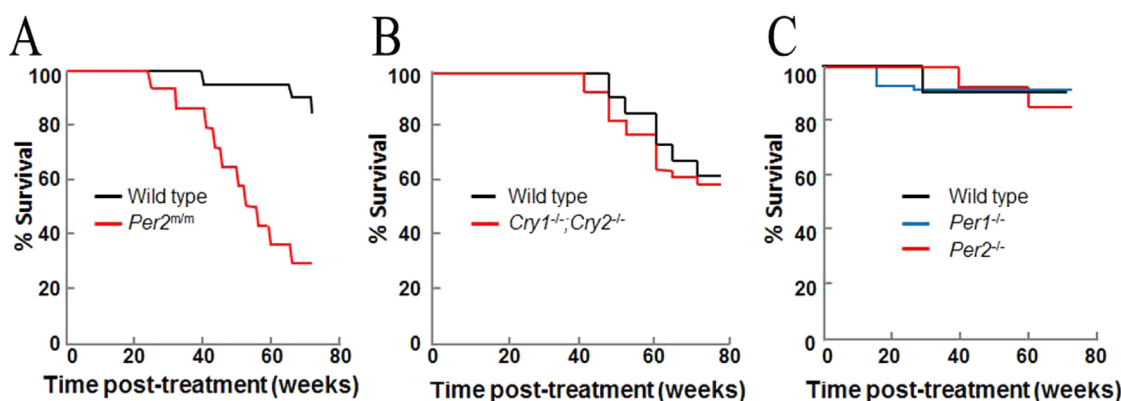 A
% Survival
100
80
60
40
20
0
Wild type
Per2m/m
0 20 40 60 80
Time post-treatment (weeks)
B
% Survival
100
80
60
40
20
0
Wild type
Cry1-/-;Cry2-/-
0 20 40 60 80
Time post-treatment (weeks)
C
% Survival
100
80
60
40
20
0
Wild type
Per1-/-
Per2-/-
0 20 40 60 80
Time post-treatment (weeks)